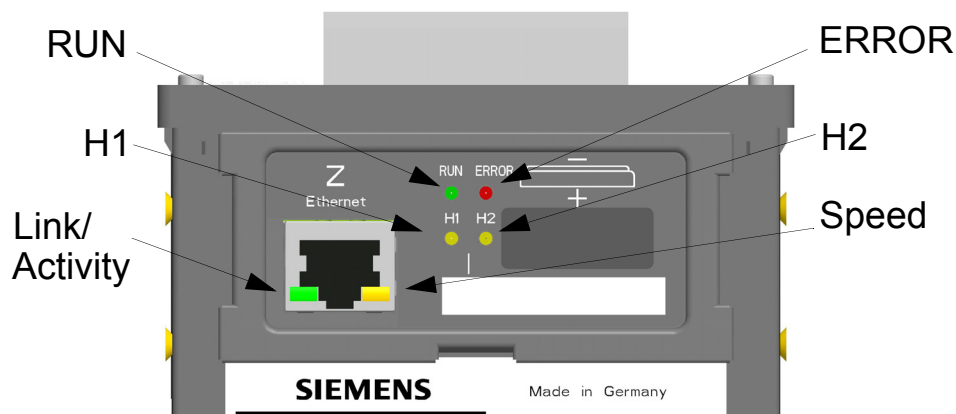 RUN
ERROR
H1
H2
Link/
Activity
Speed
Z
Ethernet
RUN ERROR
H1 H2
–
+
SIEMENS
Made in Germany